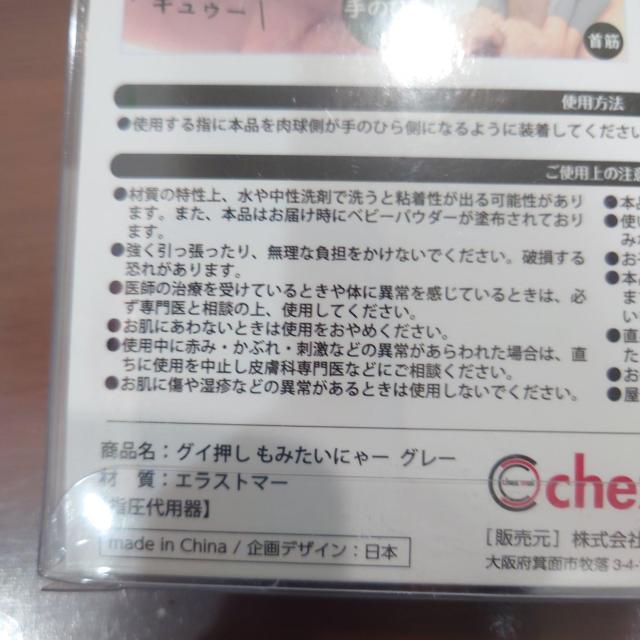 キュゥー
手の
首筋
使用方法
●使用する指に本品を肉球側が手のひら側になるように装着してくださ
ご使用上の注意
●材質の特性上、水や中性洗剤で洗うと粘着性が出る可能性があり
ます。また、本品はお届け時にベビーパウダーが塗布されており
ます。
●強く引っ張ったり、無理な負担をかけないでください。破損する
恐れがあります。
●医師の治療を受けているときや体に異常を感じているときは、必
ず専門医と相談の上、使用してください。
●お肌にあわないときは使用をおやめください。
●使用中に赤み・かぶれ・刺激などの異常があらわれた場合は、直
ちに使用を中止し皮膚科専門医などにご相談ください。
●お肌に傷や湿疹などの異常があるときは使用しないでください。
●本
●使い
み
●お
●本
ま
い
●直
た
●お
●屋
商品名：グイ押し もみたいにゃー グレー
材 質：エラストマー
【指圧代用器】
made in China / 企画デザイン：日本
che
[販売元] 株式会社
大阪府箕面市牧落 3-4-